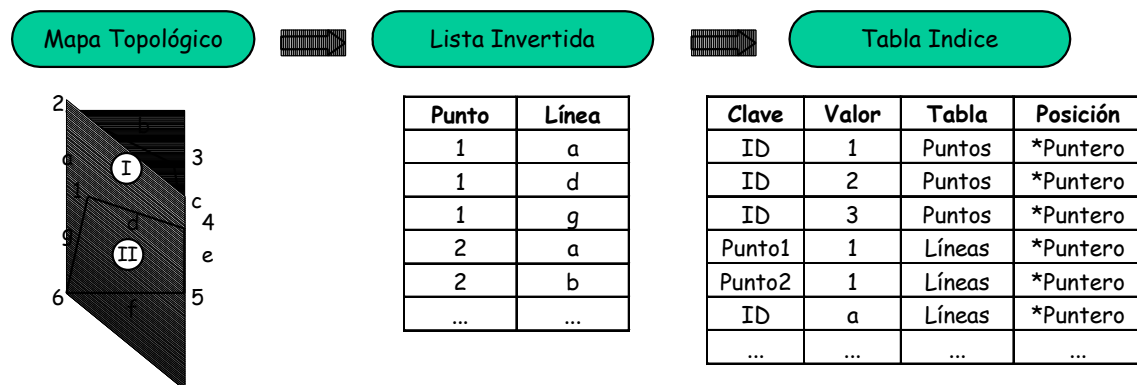 Mapa Topológico
Lista Invertida
Tabla Indice
2
b
3
a
I
1
c
d
4
g
II
e
6
5
f
Punto Línea
1 a
1 d
1 g
2 a
2 b
... ...
Clave Valor Tabla Posición
ID 1 Puntos *Puntero
ID 2 Puntos *Puntero
ID 3 Puntos *Puntero
Punto1 1 Líneas *Puntero
Punto2 1 Líneas *Puntero
ID a Líneas *Puntero
... ... ... ...